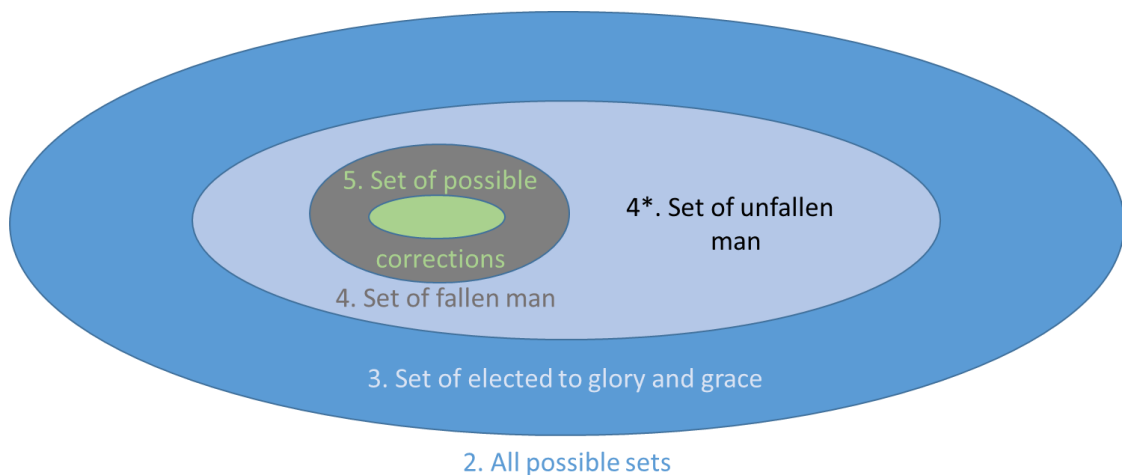 5. Set of possible
corrections
4. Set of fallen man
4*. Set of unfallen
man
3. Set of elected to glory and grace
2. All possible sets